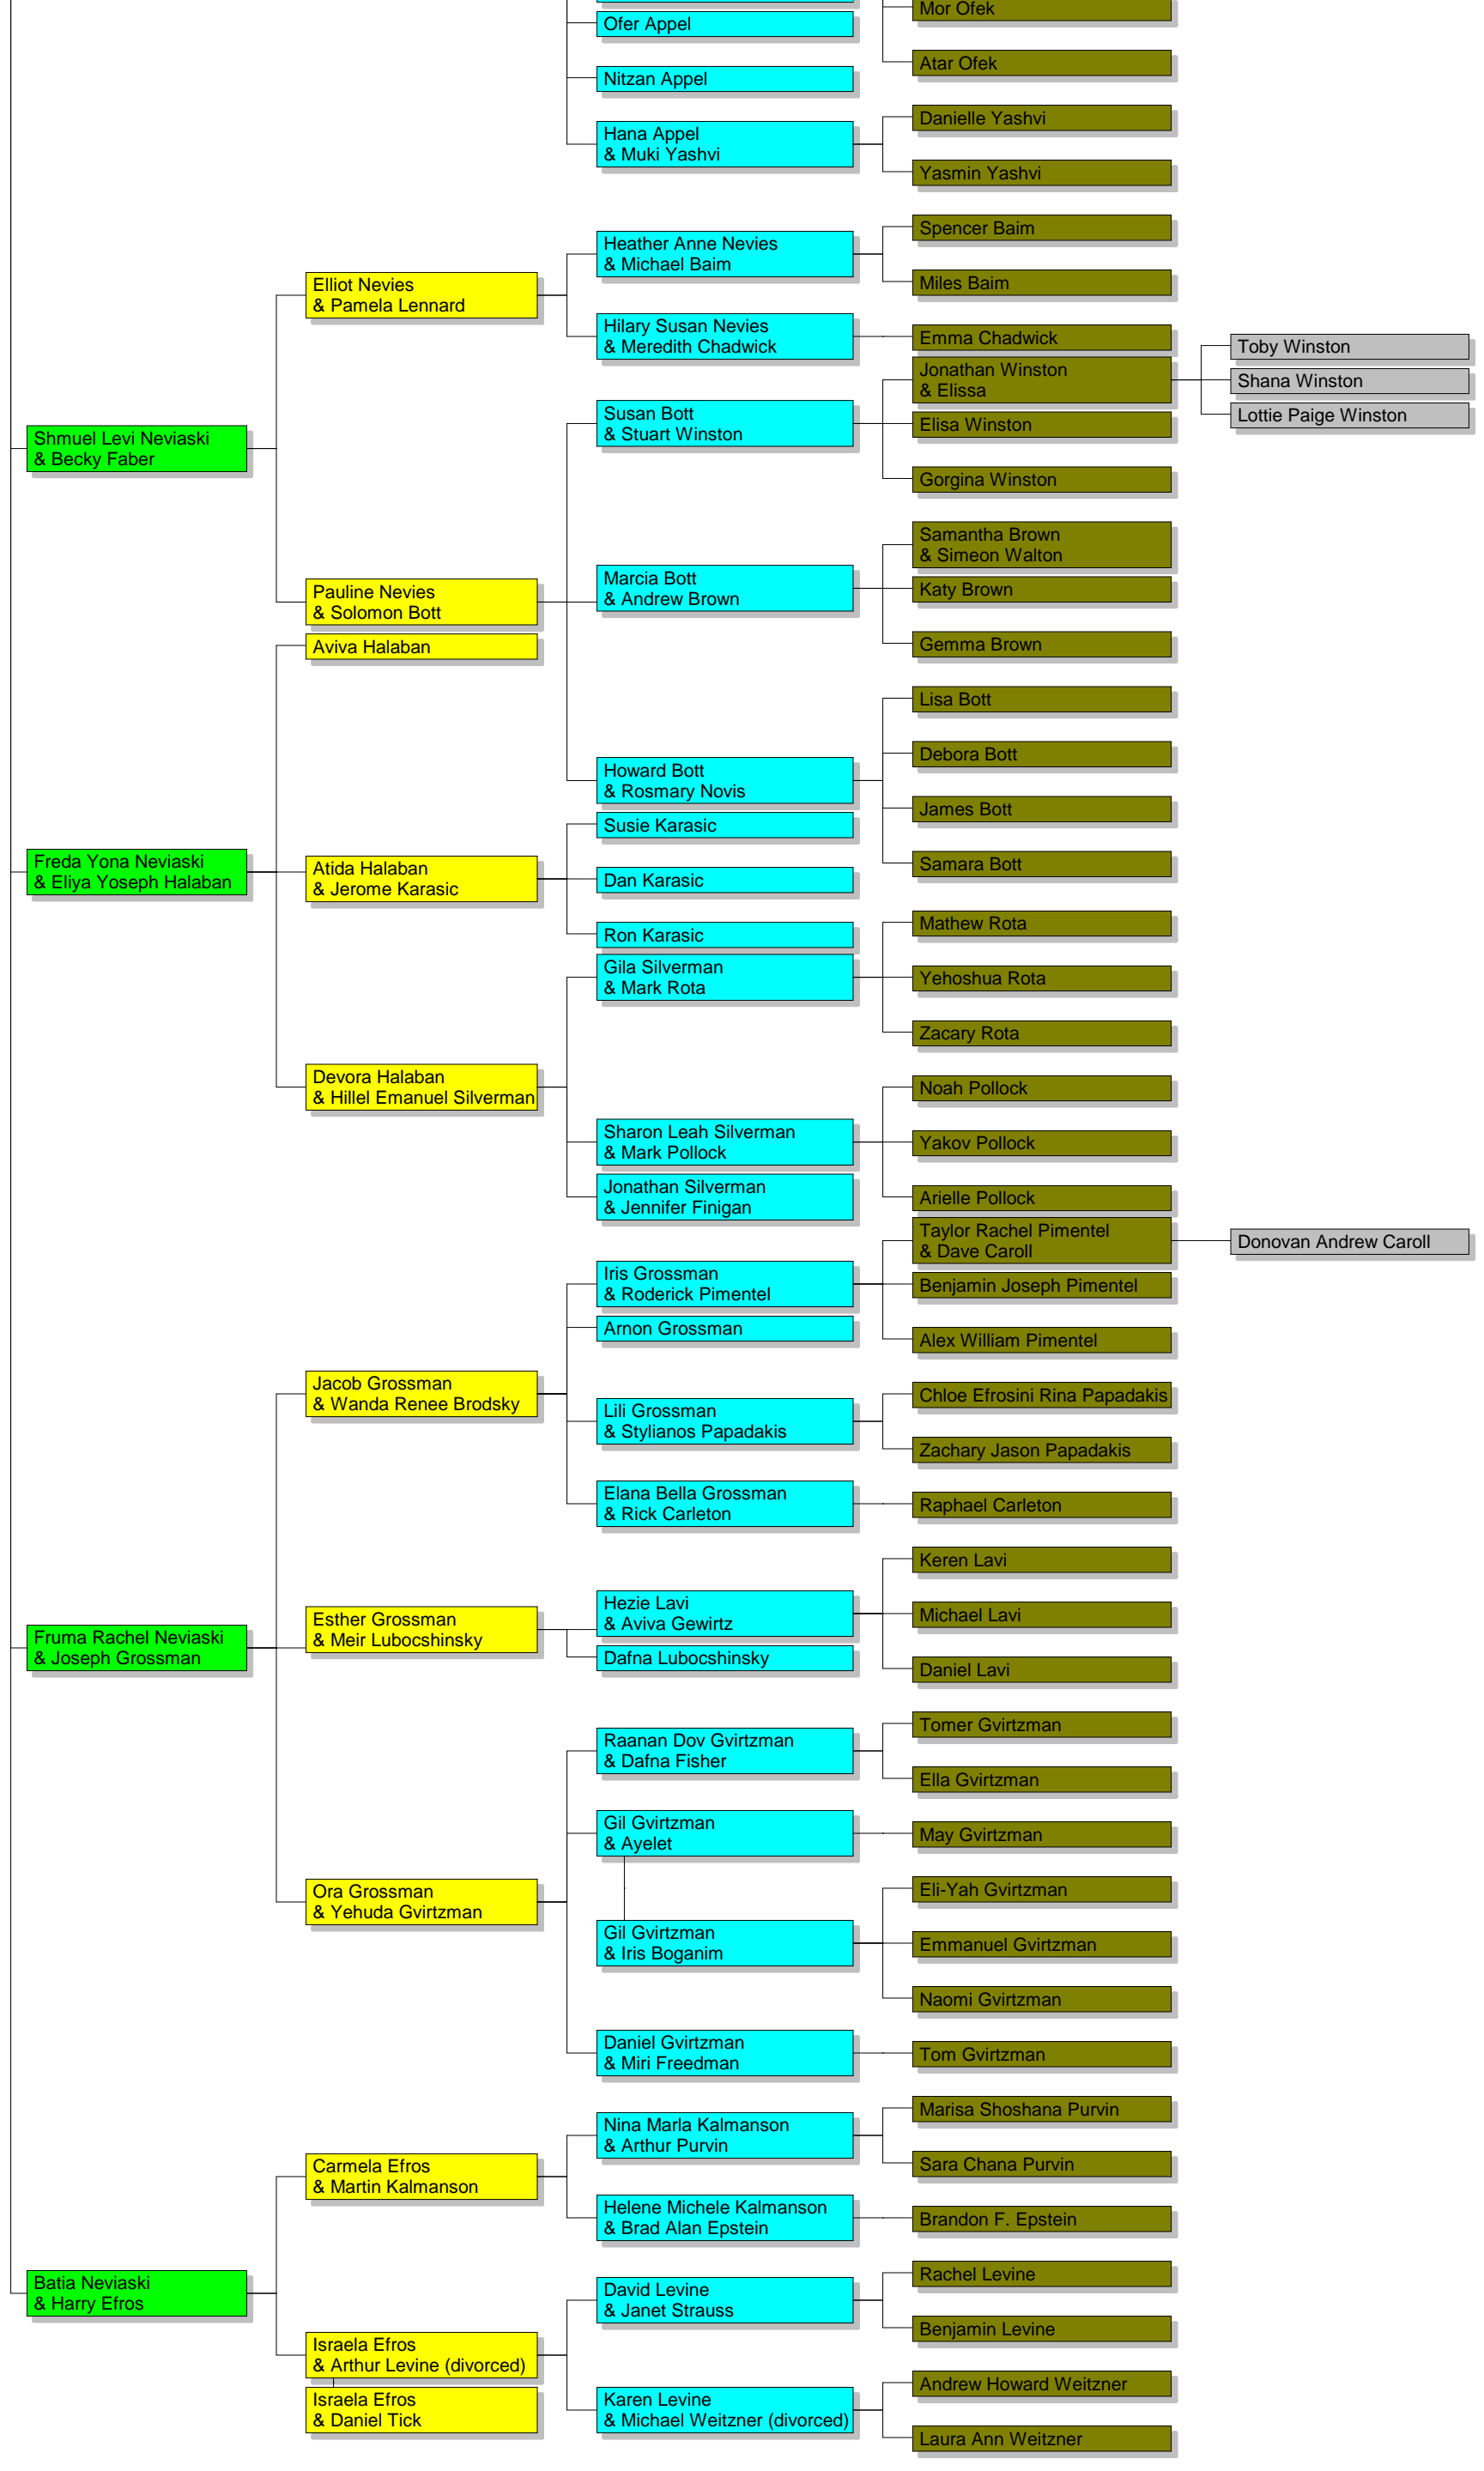 Mor Ofek
Ofer Appel
Atar Ofek
Nitzan Appel
Danielle Yashvi
Hana Appel
& Muki Yashvi
Yasmin Yashvi
Spencer Baim
Heather Anne Nevies
& Michael Baim
Miles Baim
Elliot Nevies
& Pamela Lennard
Hilary Susan Nevies
& Meredith Chadwick
Emma Chadwick
Toby Winston
Jonathan Winston
& Elissa
Shana Winston
Lottie Paige Winston
Susan Bott
& Stuart Winston
Elisa Winston
Shmuel Levi Neviaski
& Becky Faber
Gorgina Winston
Samantha Brown
& Simeon Walton
Marcia Bott
& Andrew Brown
Katy Brown
Pauline Nevies
& Solomon Bott
Gemma Brown
Aviva Halaban
Lisa Bott
Debora Bott
Howard Bott
& Rosmary Novis
James Bott
Susie Karasic
Samara Bott
Freda Yona Neviaski
& Eliya Yoseph Halaban
Atida Halaban
& Jerome Karasic
Dan Karasic
Mathew Rota
Ron Karasic
Gila Silverman
& Mark Rota
Yehoshua Rota
Zacary Rota
Devora Halaban
& Hillel Emanuel Silverman
Noah Pollock
Sharon Leah Silverman
& Mark Pollock
Yakov Pollock
Jonathan Silverman
& Jennifer Finigan
Arielle Pollock
Taylor Rachel Pimentel
& Dave Caroll
Donovan Andrew Caroll
Iris Grossman
& Roderick Pimentel
Benjamin Joseph Pimentel
Arnon Grossman
Alex William Pimentel
Jacob Grossman
& Wanda Renee Brodsky
Chloe Efrosini Rina Papadakis
Lili Grossman
& Stylianos Papadakis
Zachary Jason Papadakis
Elana Bella Grossman
& Rick Carleton
Raphael Carleton
Keren Lavi
Hezie Lavi
& Aviva Gewirtz
Michael Lavi
Esther Grossman
& Meir Lubocshinsky
Fruma Rachel Neviaski
& Joseph Grossman
Dafna Lubocshinsky
Daniel Lavi
Tomer Gvirtzman
Raanan Dov Gvirtzman
& Dafna Fisher
Ella Gvirtzman
Gil Gvirtzman
& Ayelet
May Gvirtzman
Eli-Yah Gvirtzman
Ora Grossman
& Yehuda Gvirtzman
Gil Gvirtzman
& Iris Boganim
Emmanuel Gvirtzman
Naomi Gvirtzman
Daniel Gvirtzman
& Miri Freedman
Tom Gvirtzman
Marisa Shoshana Purvin
Nina Marla Kalmanson
& Arthur Purvin
Sara Chana Purvin
Carmela Efros
& Martin Kalmanson
Helene Michele Kalmanson
& Brad Alan Epstein
Brandon F. Epstein
Rachel Levine
Batia Neviaski
& Harry Efros
David Levine
& Janet Strauss
Benjamin Levine
Israela Efros
& Arthur Levine (divorced)
Andrew Howard Weitzner
Israela Efros
& Daniel Tick
Karen Levine
& Michael Weitzner (divorced)
Laura Ann Weitzner